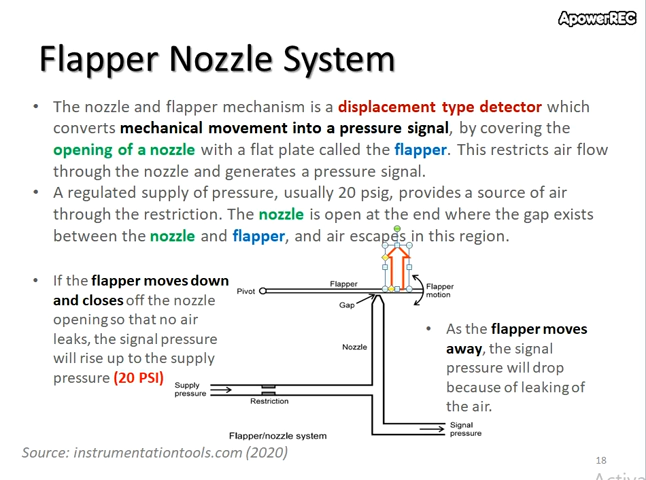 ApowerREC
Flapper Nozzle System
• The nozzle and flapper mechanism is a displacement type detector which
converts mechanical movement into a pressure signal, by covering the
opening of a nozzle with a flat plate called the flapper. This restricts air flow
through the nozzle and generates a pressure signal.
• A regulated supply of pressure, usually 20 psig, provides a source of air
through the restriction. The nozzle is open at the end where the gap exists
between the nozzle and flapper, and air escapes in this region.
• If the flapper moves down
and closes off the nozzle
opening so that no air
leaks, the signal pressure
will rise up to the supply
pressure (20 PSI)
Pivot
Flapper
Flapper
motion
Gap
Nozzle
Supply
pressure
Restriction
Signal
pressure
Flapper/nozzle system
• As the flapper moves
away, the signal
pressure will drop
because of leaking of
the air.
Source: instrumentationtools.com (2020)
18